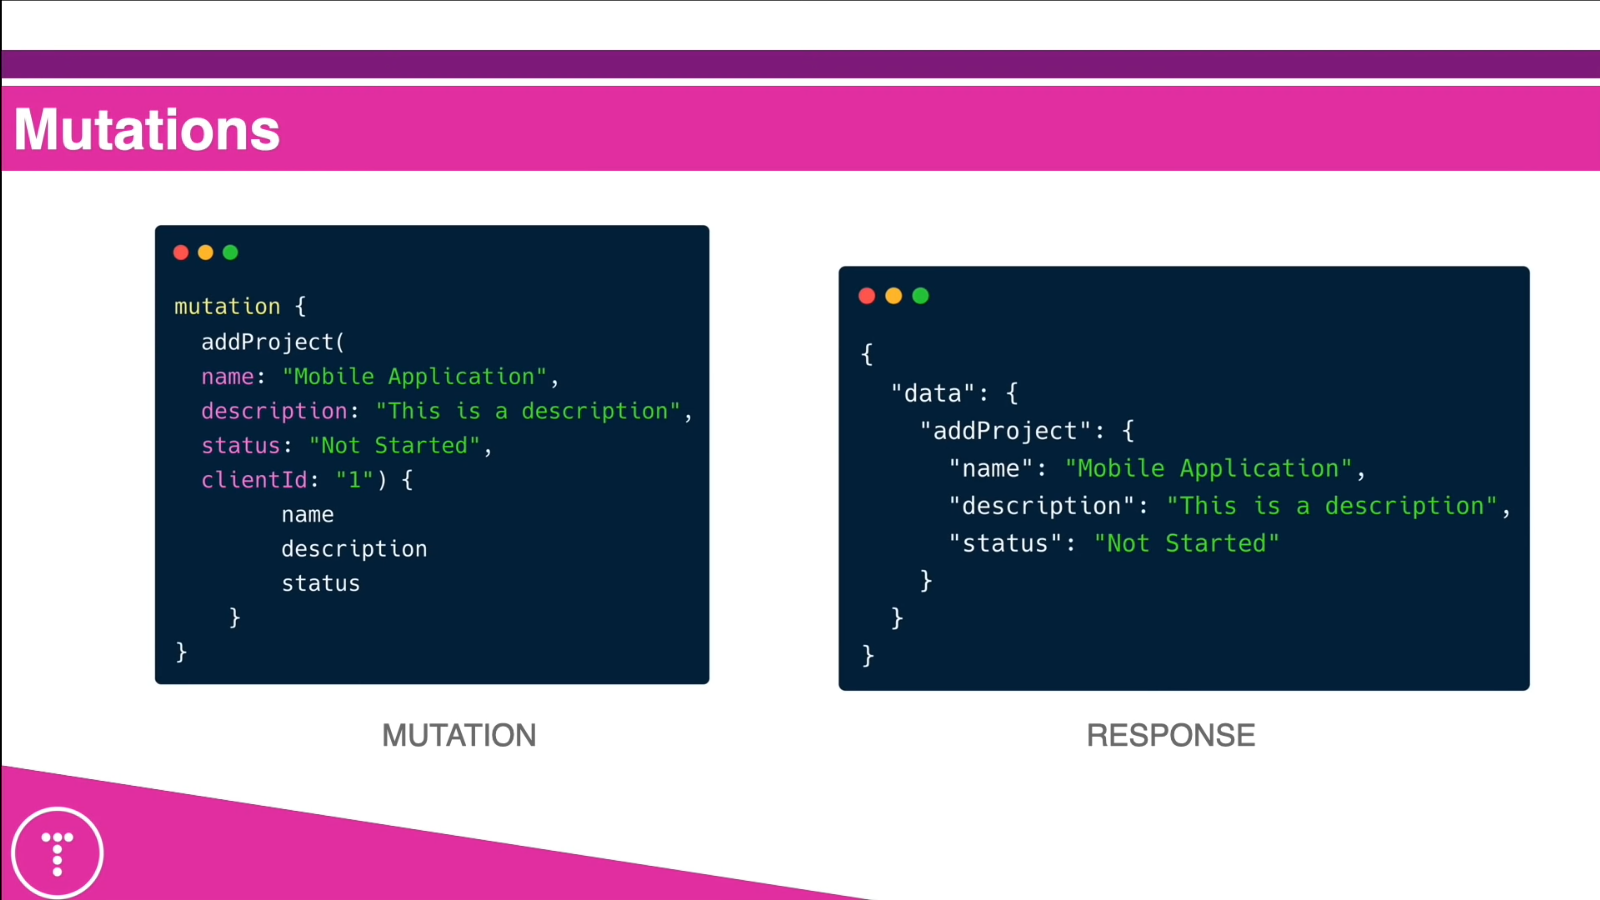 Mutations
mutation {
  addProject(
  name: "Mobile Application",
  description: "This is a description",
  status: "Not Started",
  clientId: "1") {
        name
        description
        status
    }
}
MUTATION
{
  "data": {
    "addProject": {
      "name": "Mobile Application",
      "description": "This is a description",
      "status": "Not Started"
    }
  }
}
RESPONSE
T